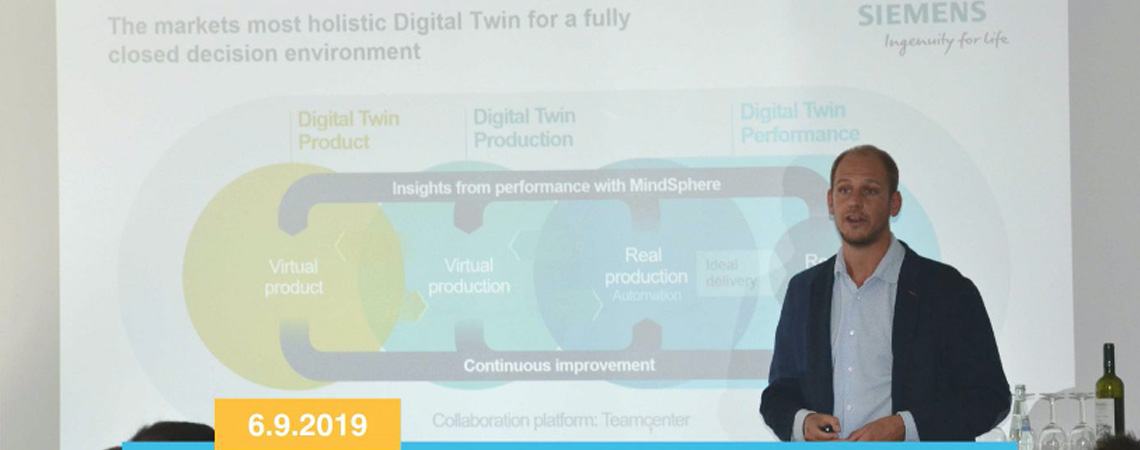 The markets most holistic Digital Twin for a fully
closed decision environment
SIEMENS
Ingenuity for life
Digital Twin
Product
Digital Twin
Production
Digital Twin
Performance
Insights from performance with MindSphere
Virtual
product
Virtual
production
Real
production
Automation
Ideal
delivery
Continuous improvement
Collaboration platform: Teamcenter
6.9.2019